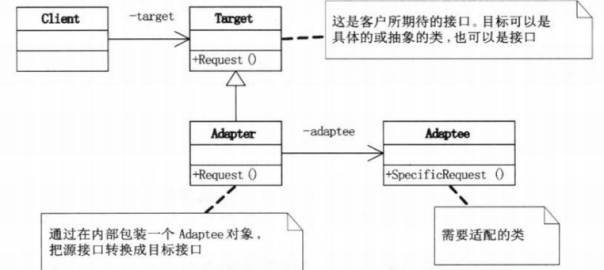 Client
-target
Target
+Request()
这是客户所期待的接口。目标可以是
具体的或抽象的类,也可以是接口
Adapter
+Request()
-adaptee
Adaptee
+SpecificRequest ()
通过在内部包装一个 Adaptee 对象,
把源接口转换成目标接口
需要适配的类